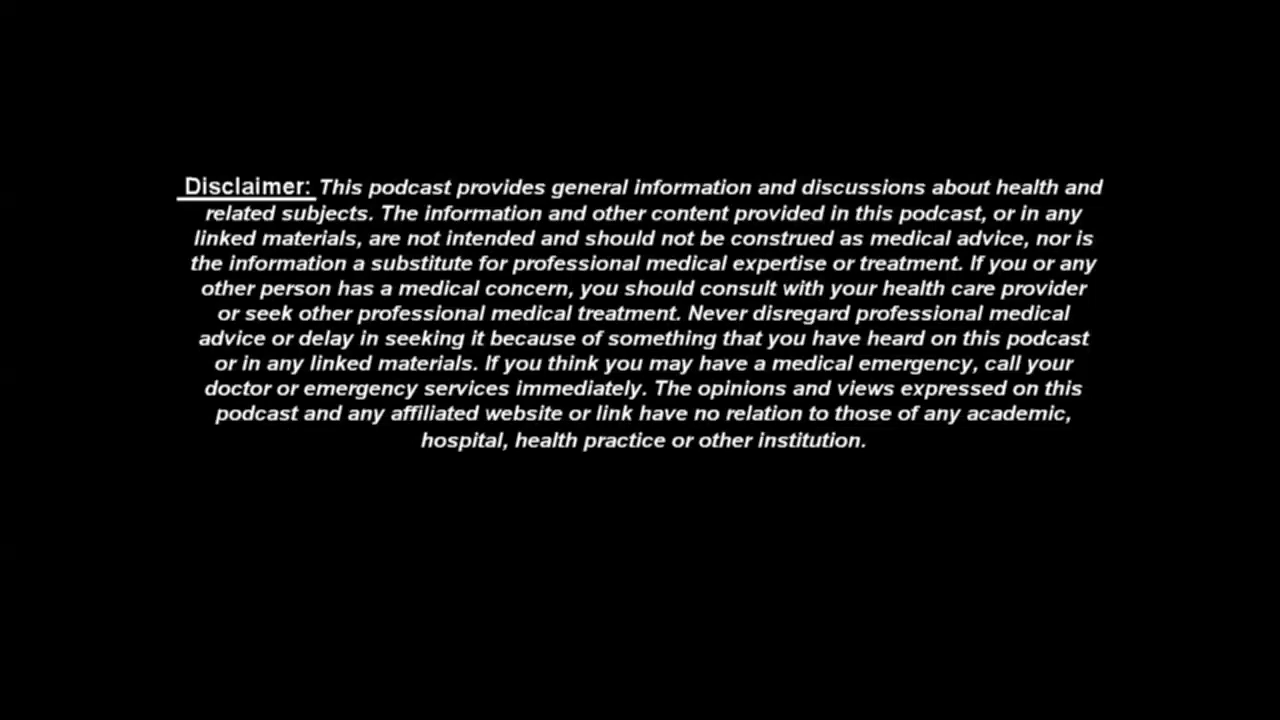 Disclaimer: This podcast provides general information and discussions about health and
related subjects. The information and other content provided in this podcast, or in any
linked materials, are not intended and should not be construed as medical advice, nor is
the information a substitute for professional medical expertise or treatment. If you or any
other person has a medical concern, you should consult with your health care provider
or seek other professional medical treatment. Never disregard professional medical
advice or delay in seeking it because of something that you have heard on this podcast
or in any linked materials. If you think you may have a medical emergency, call your
doctor or emergency services immediately. The opinions and views expressed on this
podcast and any affiliated website or link have no relation to those of any academic,
hospital, health practice or other institution.